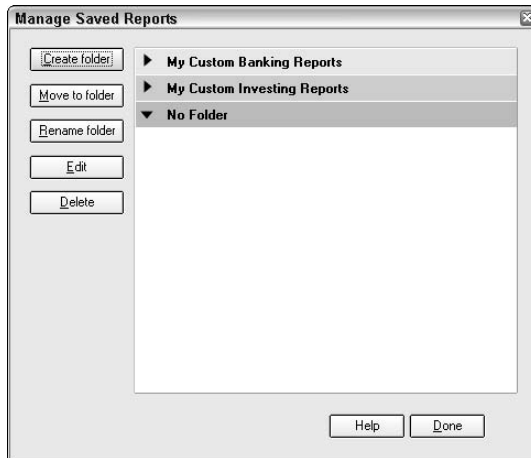 Manage Saved Reports
Create folder
Move to folder
Rename folder
Edit
Delete
My Custom Banking Reports
My Custom Investing Reports
No Folder
Help
Done